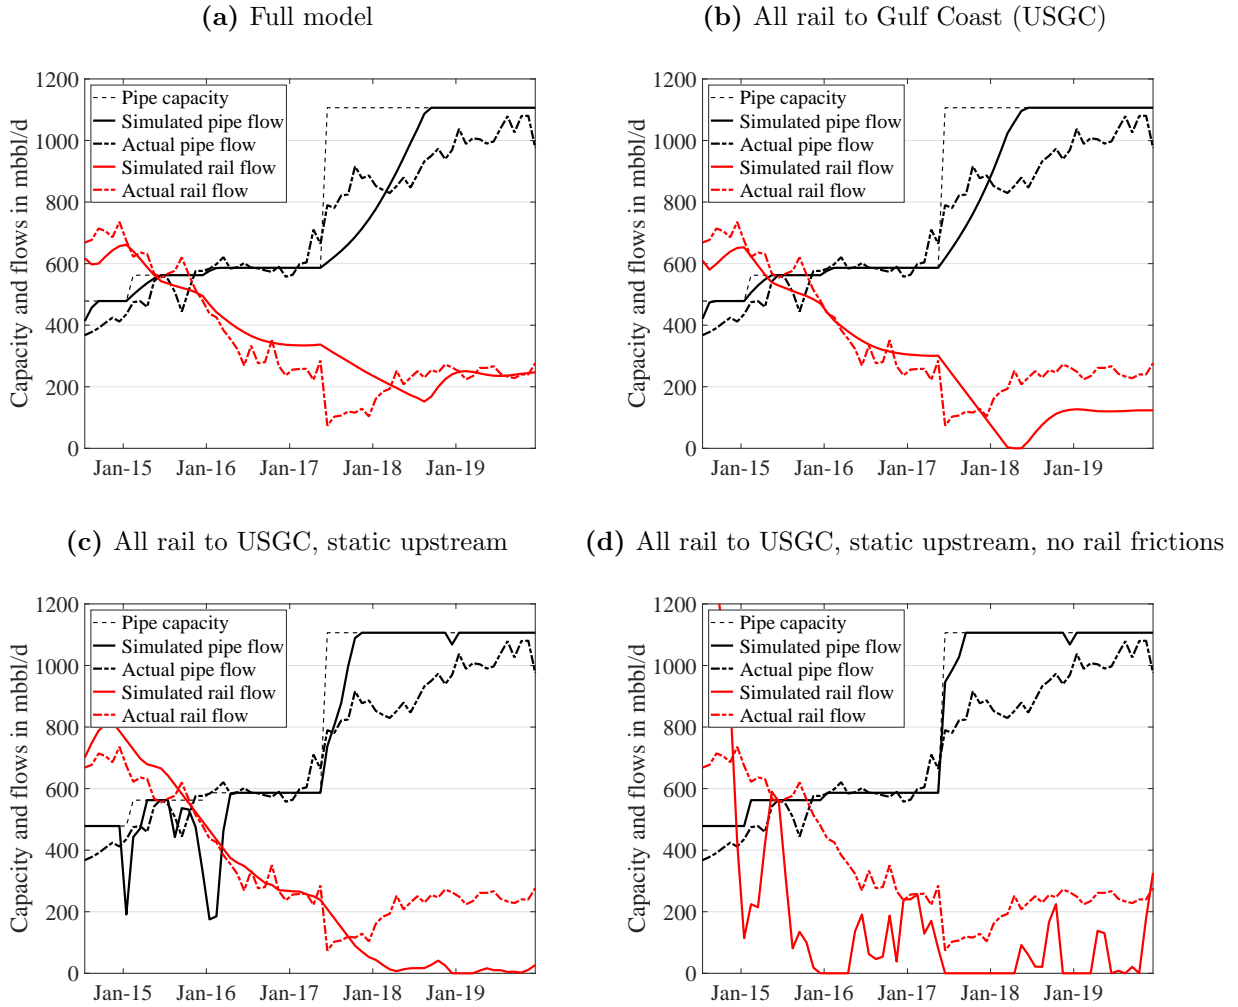 (a) Full model
Capacity and flows in mbbl/d
1200
1000
800
600
400
200
0
Pipe capacity
Simulated pipe flow
Actual pipe flow
Simulated rail flow
Actual rail flow
Jan-15 Jan-16 Jan-17 Jan-18 Jan-19
(b) All rail to Gulf Coast (USGC)
Capacity and flows in mbbl/d
1200
1000
800
600
400
200
0
Pipe capacity
Simulated pipe flow
Actual pipe flow
Simulated rail flow
Actual rail flow
Jan-15 Jan-16 Jan-17 Jan-18 Jan-19
(c) All rail to USGC, static upstream
Capacity and flows in mbbl/d
1200
1000
800
600
400
200
0
Pipe capacity
Simulated pipe flow
Actual pipe flow
Simulated rail flow
Actual rail flow
Jan-15 Jan-16 Jan-17 Jan-18 Jan-19
(d) All rail to USGC, static upstream, no rail frictions
Capacity and flows in mbbl/d
1200
1000
800
600
400
200
0
Pipe capacity
Simulated pipe flow
Actual pipe flow
Simulated rail flow
Actual rail flow
Jan-15 Jan-16 Jan-17 Jan-18 Jan-19